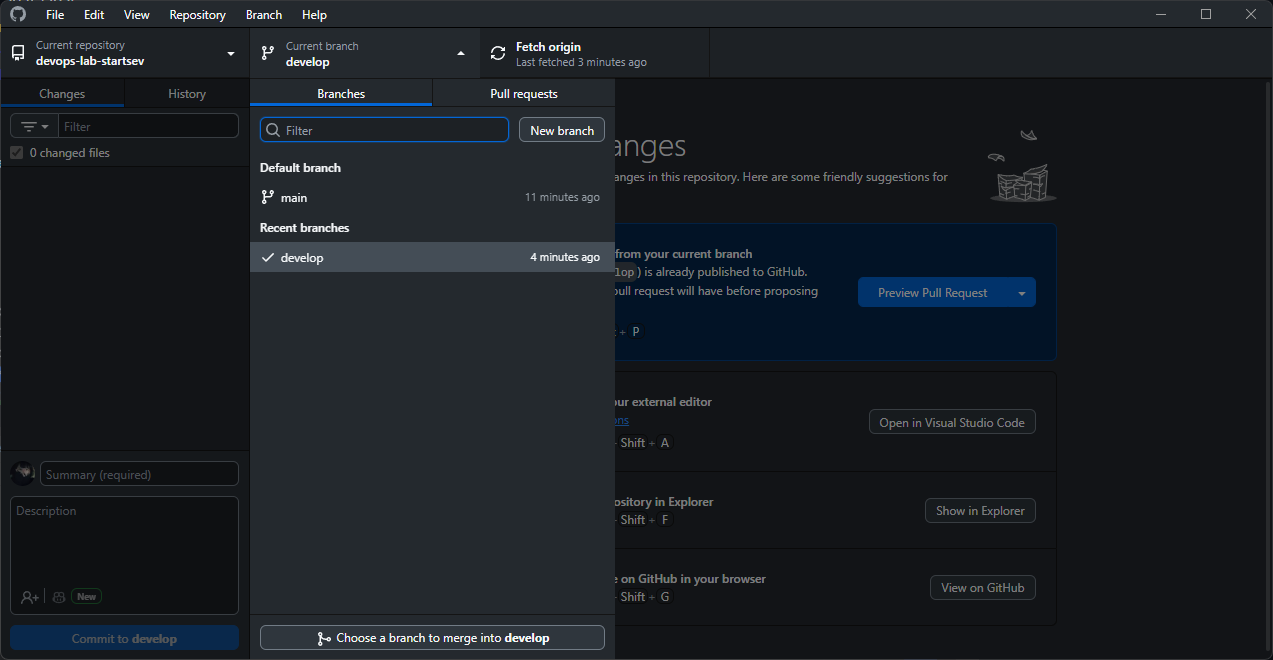 File Edit View Repository Branch Help
Current repository
devops-lab-startsev
Current branch
develop
Fetch origin
Last fetched 3 minutes ago
Changes History
Filter
0 changed files
Branches Pull requests
Filter
New branch
Default branch
main 11 minutes ago
Recent branches
develop 4 minutes ago
Choose a branch to merge into develop
anges
anges in this repository. Here are some friendly suggestions for
from your current branch
lop) is already published to GitHub.
pull request will have before proposing
+ P
Preview Pull Request
ur external editor
ons
Shift + A
Open in Visual Studio Code
ository in Explorer
Shift + F
Show in Explorer
e on GitHub in your browser
Shift + G
View on GitHub
Summary (required)
Description
New
Commit to develop